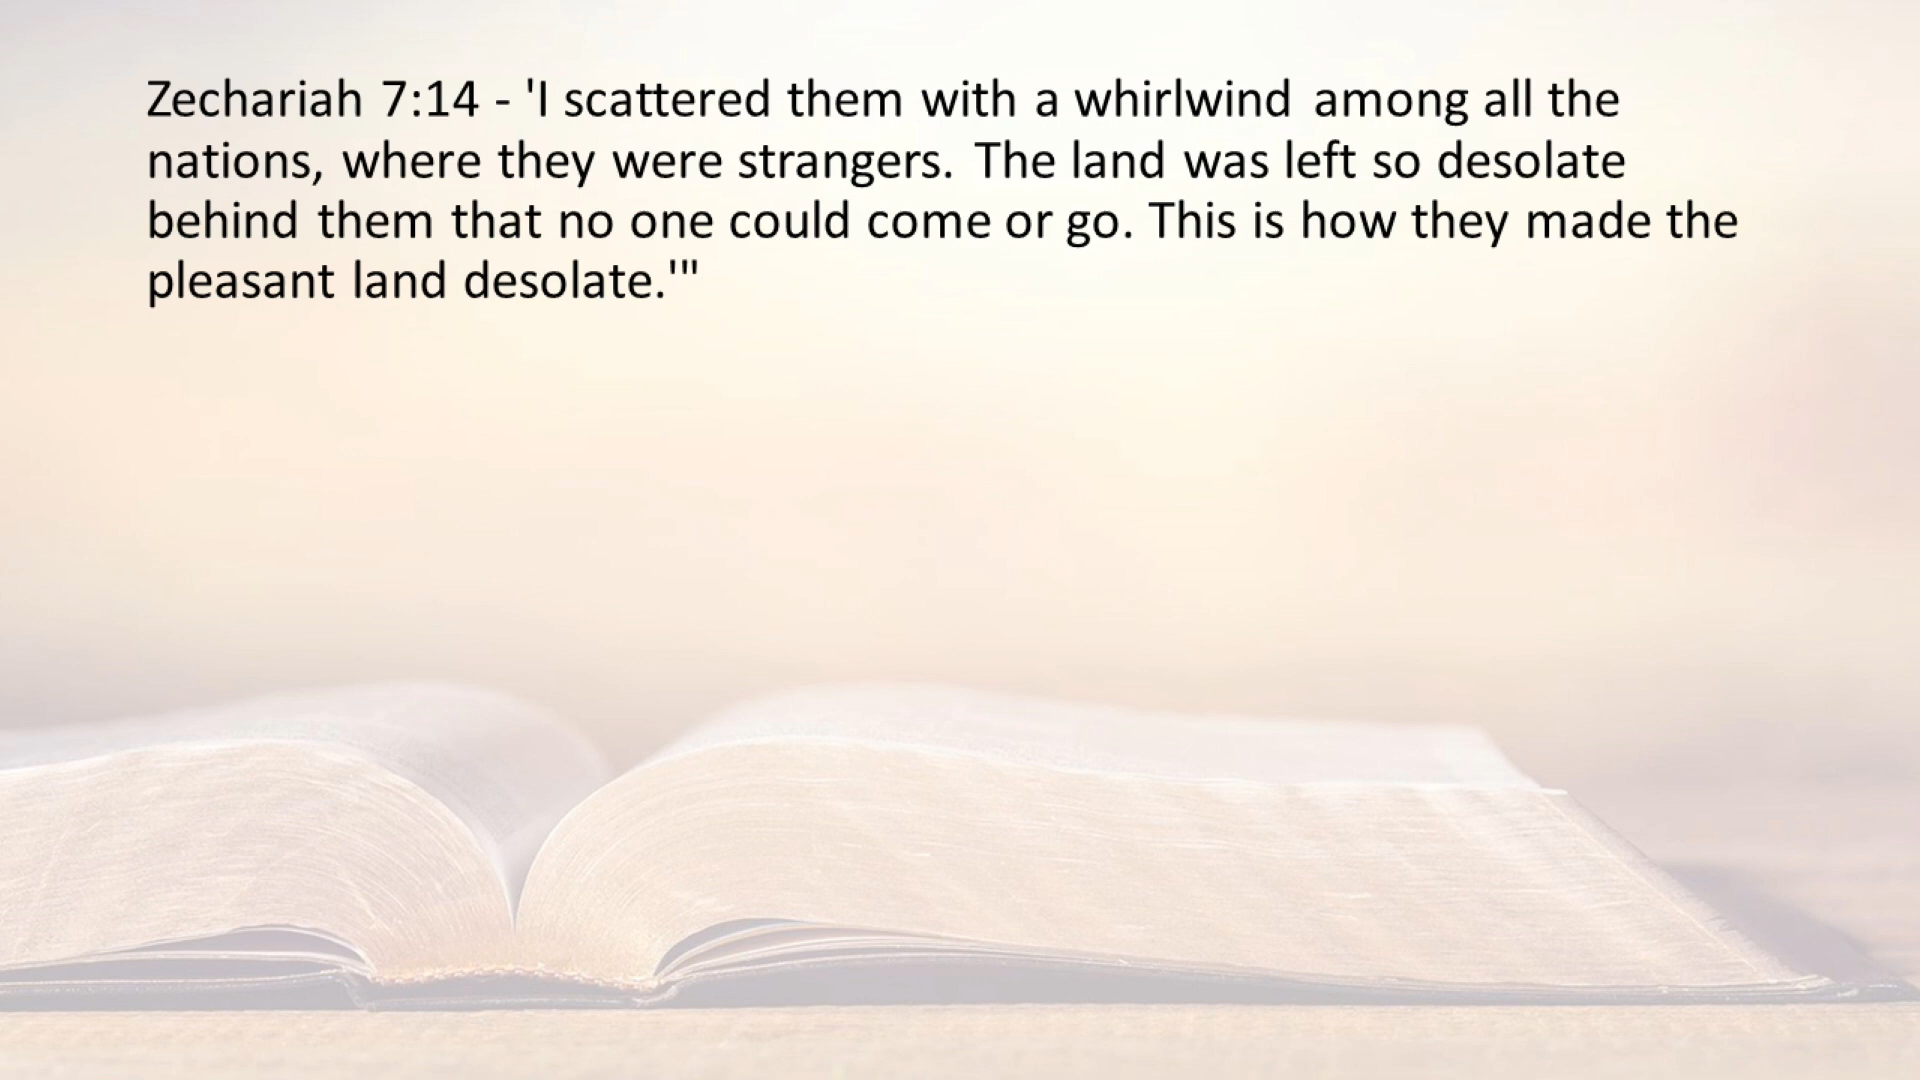 Zechariah 7:14 - 'I scattered them with a whirlwind among all the
nations, where they were strangers. The land was left so desolate
behind them that no one could come or go. This is how they made the
pleasant land desolate.'"